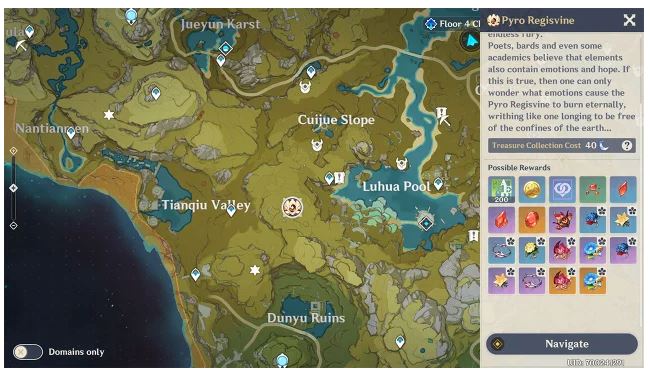 Jueyun Karst
Floor 4 Cl
Pyro Regisvine
endless fury.
Poets, bards and even some
academics believe that elements
also contain emotions and hope. If
this is true, then one can only
wonder what emotions cause the
Pyro Regisvine to burn eternally,
writhing like one longing to be free
of the confines of the earth...
Treasure Collection Cost 40
?
Possible Rewards
200
Nantianmen
Cuijue Slope
Luhua Pool
Tianqiu Valley
Dunyu Ruins
Domains only
Navigate